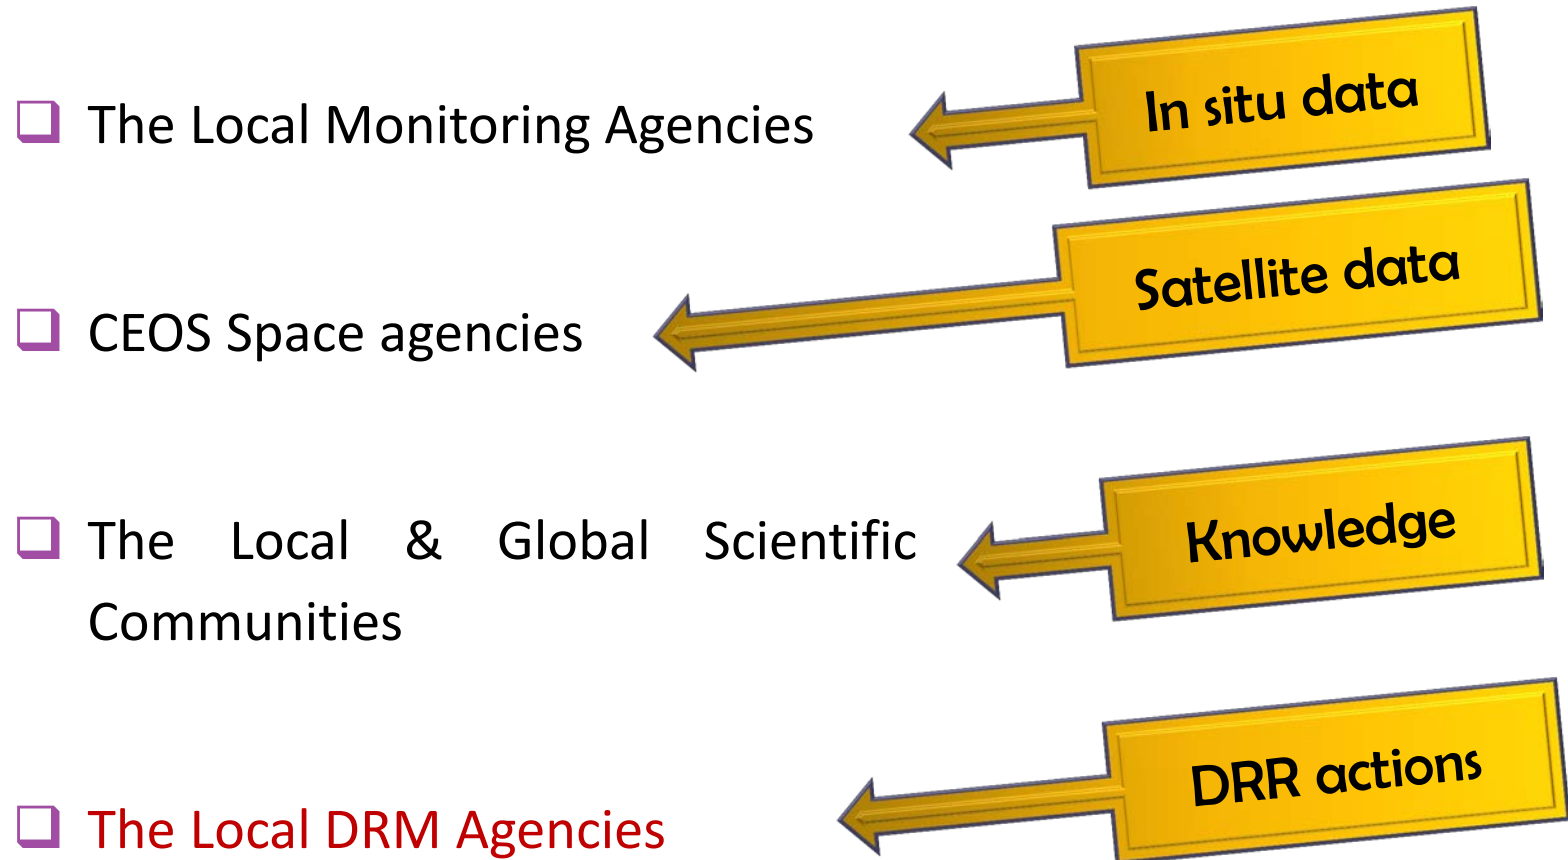 The Local Monitoring Agencies
In situ data
CEOS Space agencies
Satellite data
The Local & Global Scientific
Communities
Knowledge
The Local DRM Agencies
DRR actions